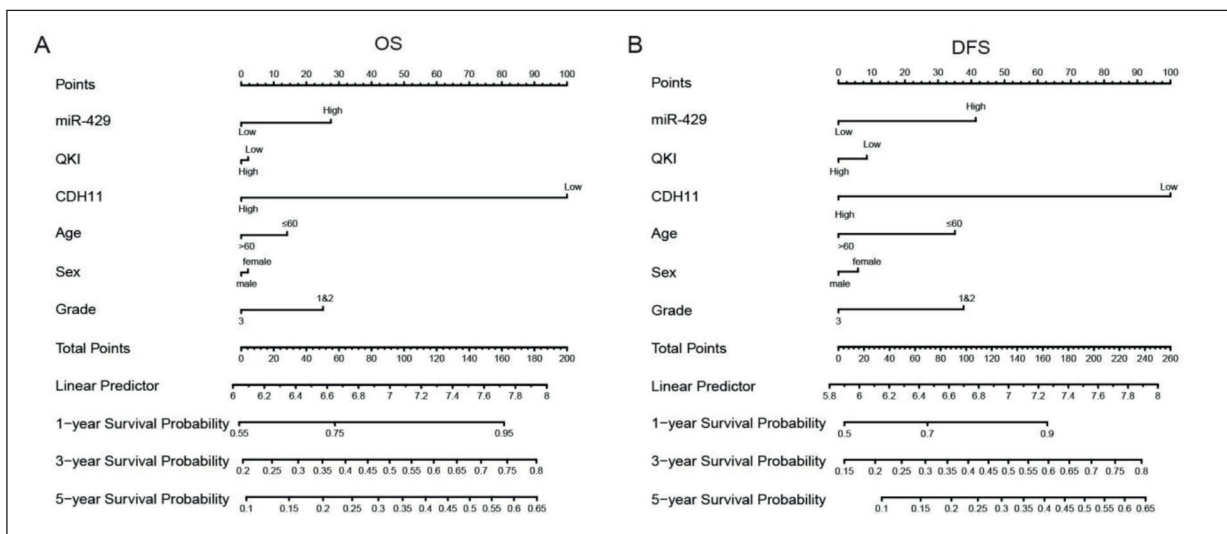 A
OS
0 10 20 30 40 50 60 70 80 90 100
Points
High
miR-429
Low
Low
QKI
High
Low
CDH11
High
≤60
Age
>60
female
Sex
male
1&2
Grade
3
Total Points
0 20 40 60 80 100 120 140 160 180 200
Linear Predictor
6 6.2 6.4 6.6 6.8 7 7.2 7.4 7.6 7.8 8
1-year Survival Probability
0.55 0.75 0.95
3-year Survival Probability
0.2 0.25 0.3 0.35 0.4 0.45 0.5 0.55 0.6 0.65 0.7 0.75 0.8
5-year Survival Probability
0.1 0.15 0.2 0.25 0.3 0.35 0.4 0.45 0.5 0.55 0.6 0.65
B
DFS
0 10 20 30 40 50 60 70 80 90 100
Points
High
miR-429
Low
Low
QKI
High
Low
CDH11
High
≤60
Age
>60
female
Sex
male
1&2
Grade
3
Total Points
0 20 40 60 80 100 120 140 160 180 200 220 240 260
Linear Predictor
5.8 6 6.2 6.4 6.6 6.8 7 7.2 7.4 7.6 7.8 8
1-year Survival Probability
0.5 0.7 0.9
3-year Survival Probability
0.15 0.2 0.25 0.3 0.35 0.4 0.45 0.5 0.55 0.6 0.65 0.7 0.75 0.8
5-year Survival Probability
0.1 0.15 0.2 0.25 0.3 0.35 0.4 0.45 0.5 0.55 0.6 0.65